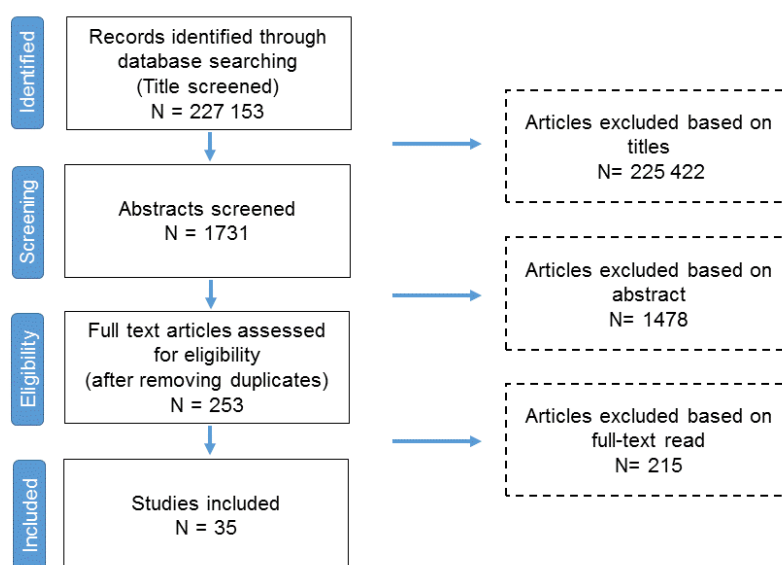 Identified
Records identified through
database searching
(Title screened)
N = 227 153
Articles excluded based on
titles
N= 225 422
Screening
Abstracts screened
N = 1731
Articles excluded based on
abstract
N= 1478
Eligibility
Full text articles assessed
for eligibility
(after removing duplicates)
N = 253
Articles excluded based on
full-text read
N= 215
Included
Studies included
N = 35